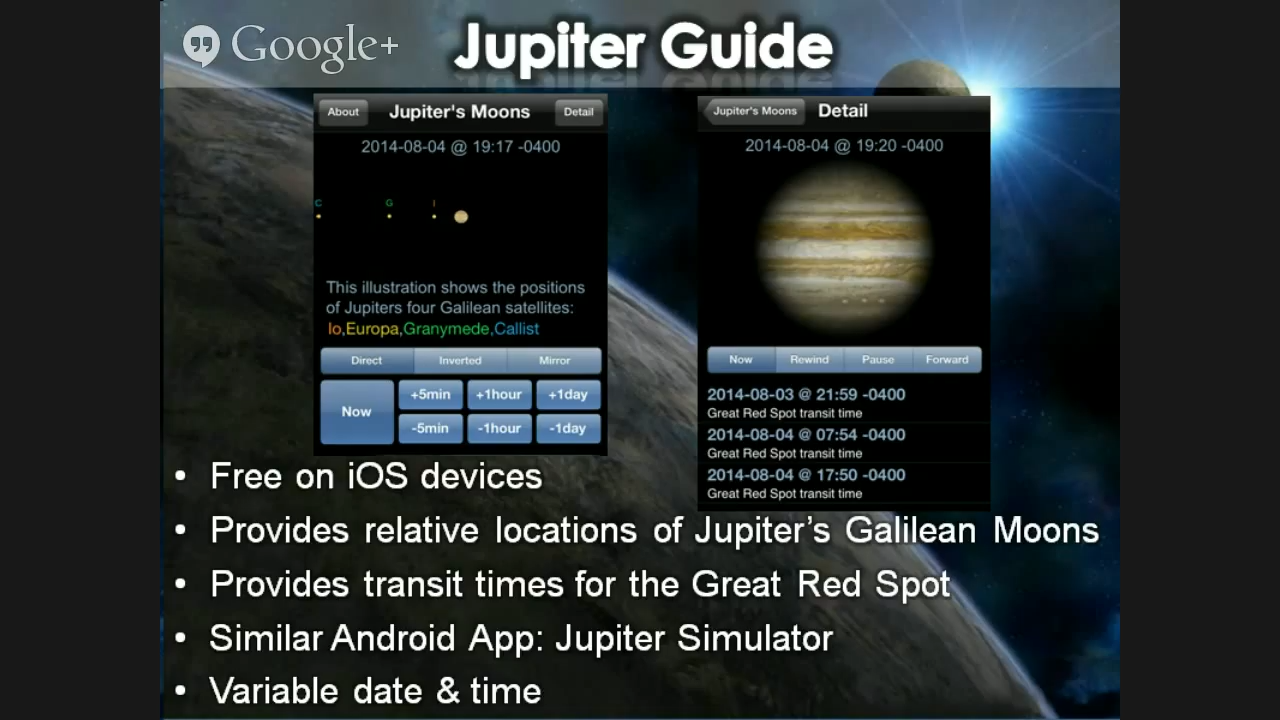 Google+
Jupiter Guide
About
Jupiter's Moons
Detail
2014-08-04 @ 19:17 -0400
C
G
I
This illustration shows the positions
of Jupiters four Galilean satellites:
Io,Europa,Granymede,Callist
Direct
Inverted
Mirror
Now
+5min
+1hour
+1day
-5min
-1hour
-1day
Jupiter's Moons
Detail
2014-08-04 @ 19:20 -0400
Now
Rewind
Pause
Forward
2014-08-03 @ 21:59 -0400
Great Red Spot transit time
2014-08-04 @ 07:54 -0400
Great Red Spot transit time
2014-08-04 @ 17:50 -0400
Great Red Spot transit time
• Free on iOS devices
• Provides relative locations of Jupiter’s Galilean Moons
• Provides transit times for the Great Red Spot
• Similar Android App: Jupiter Simulator
• Variable date & time